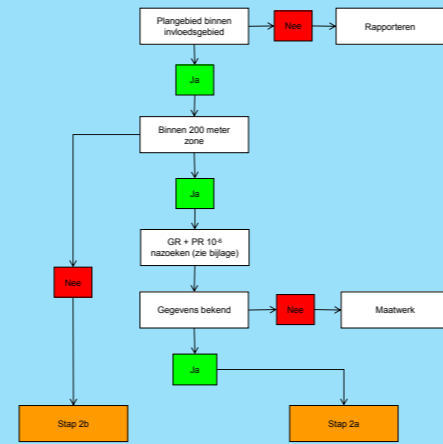 Plangebied binnen
invloedsgebied
Nee
Rapporteren
Ja
Binnen 200 meter
zone
Ja
GR + PR 10⁻⁶
nazoeken (zie bijlage)
Nee
Gegevens bekend
Nee
Maatwerk
Ja
Stap 2b
Stap 2a